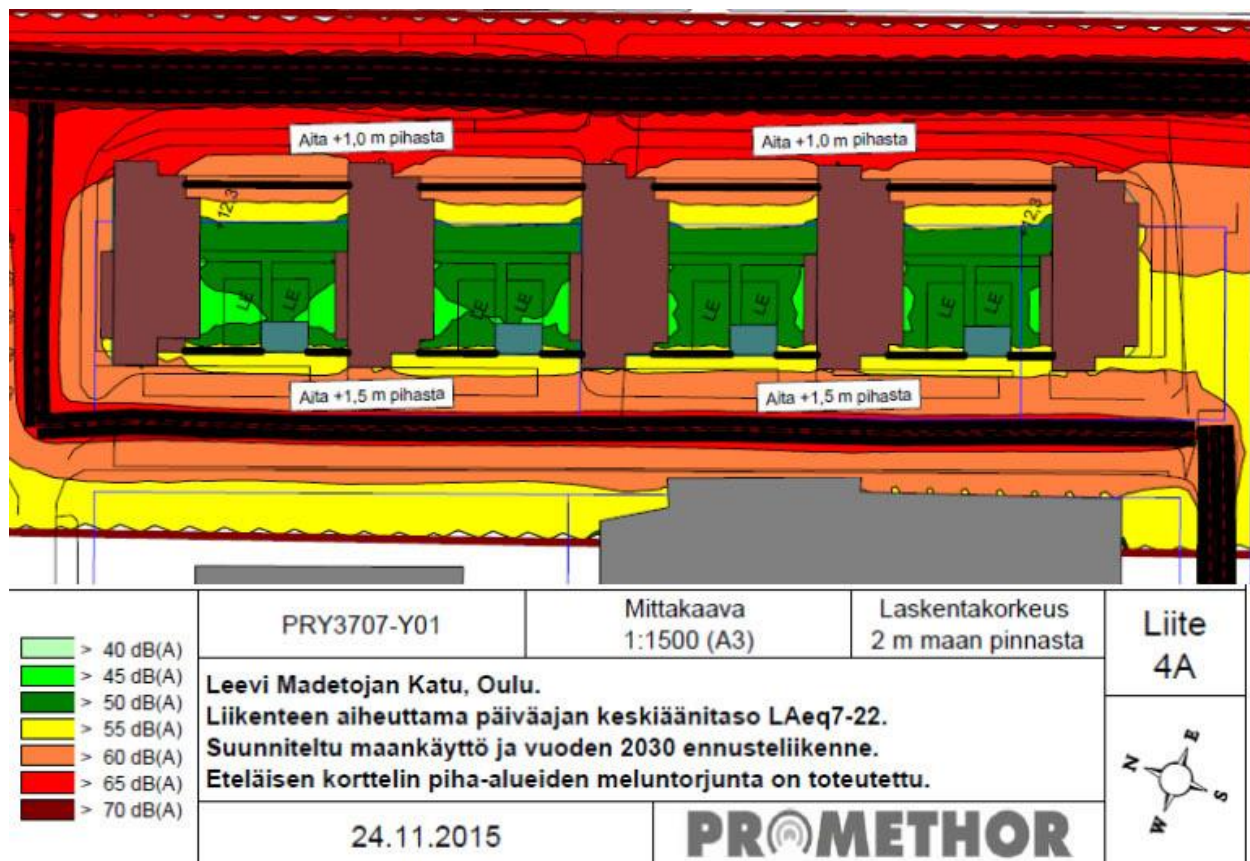 Aita +1,0 m pihasta
Aita +1,0 m pihasta
+12,3
+12,3
LE
LE
LE
LE
LE
LE
LE
LE
Aita +1,5 m pihasta
Aita +1,5 m pihasta
> 40 dB(A)
> 45 dB(A)
> 50 dB(A)
> 55 dB(A)
> 60 dB(A)
> 65 dB(A)
> 70 dB(A)
PRY3707-Y01
Mittakaava
1:1500 (A3)
Laskentakorkeus
2 m maan pinnasta
Liite
4A
Leevi Madetojan Katu, Oulu.
Liikenteen aiheuttama päiväajan keskiäänitaso LAeq7-22.
Suunniteltu maankäyttö ja vuoden 2030 ennusteliikenne.
Eteläisen korttelin piha-alueiden meluntorjunta on toteutettu.
N
E
S
W
24.11.2015
PROMETHOR